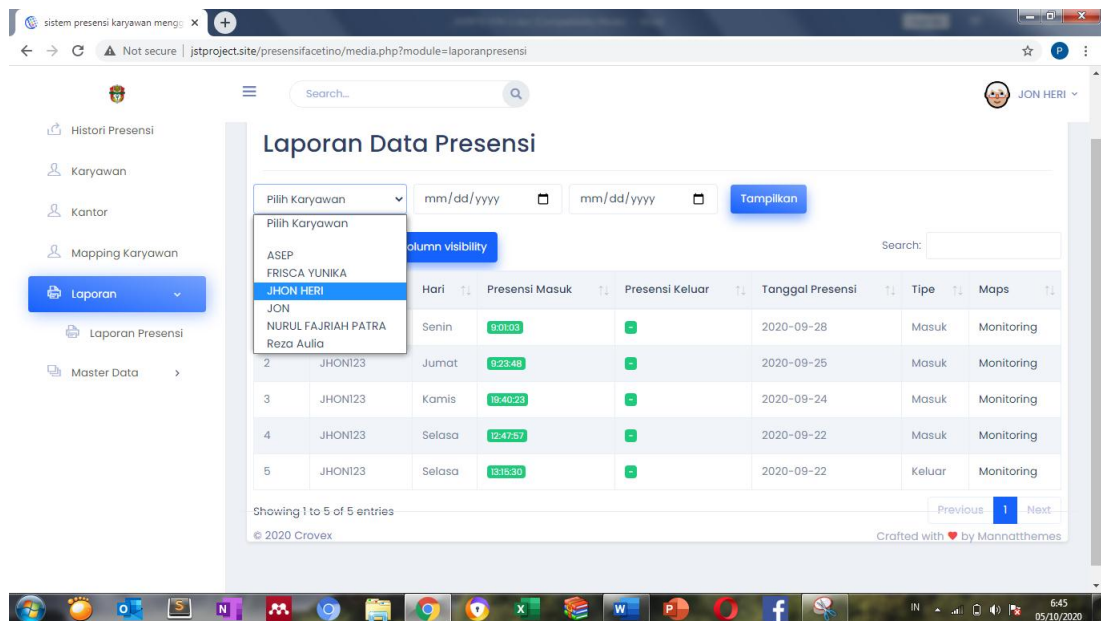 sistem presensi karyawan mengg
Not secure | jstproject.site/presensifacetino/media.php?module=laporanpresensi
Search...
JON HERI
Histori Presensi
Karyawan
Kantor
Mapping Karyawan
Laporan
Laporan Presensi
Master Data
Laporan Data Presensi
Pilih Karyawan mm/dd/yyyy mm/dd/yyyy Tampilkan
Pilih Karyawan
ASEP
FRISCA YUNIKA
JHON HERI
JON
NURUL FAJRIAH PATRA
Reza Aulia
olumn visibility
Search:
Hari Presensi Masuk Presensi Keluar Tanggal Presensi Tipe Maps
Senin 9:01:03 - 2020-09-28 Masuk Monitoring
2 JHON123 Jumat 9:23:48 - 2020-09-25 Masuk Monitoring
3 JHON123 Kamis 19:40:23 - 2020-09-24 Masuk Monitoring
4 JHON123 Selasa 12:47:57 - 2020-09-22 Masuk Monitoring
5 JHON123 Selasa 13:15:30 - 2020-09-22 Keluar Monitoring
Showing 1 to 5 of 5 entries
Previous 1 Next
© 2020 Crovex
Crafted with ❤ by Mannatthemes
IN
6:45
05/10/2020